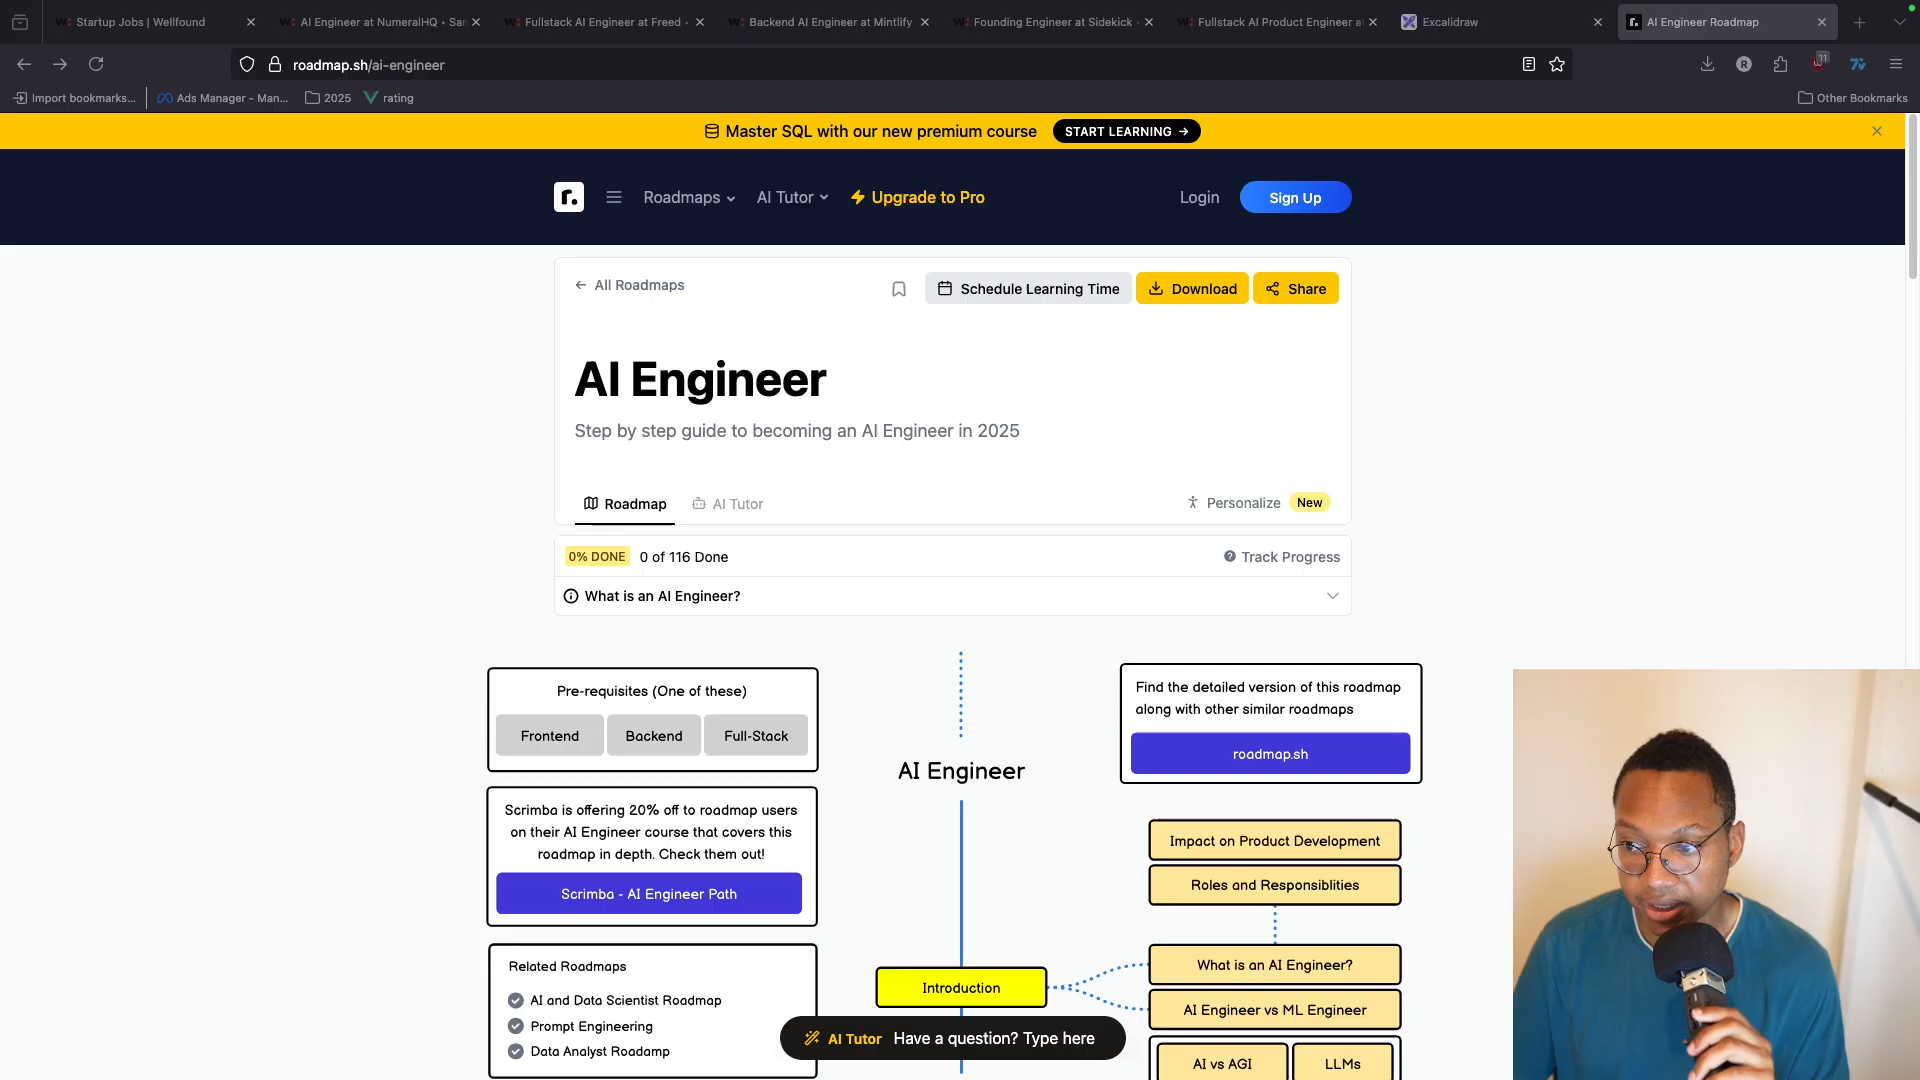 Startup Jobs | Wellfound
AI Engineer at NumeralHQ • San
Fullstack AI Engineer at Freed •
Backend AI Engineer at Mintlify
Founding Engineer at Sidekick •
Fullstack AI Product Engineer at
Excalidraw
AI Engineer Roadmap
roadmap.sh/ai-engineer
R
11
Import bookmarks...
Ads Manager - Man...
2025
rating
Other Bookmarks
Master SQL with our new premium course
START LEARNING →
r.
Roadmaps
AI Tutor
Upgrade to Pro
Login
Sign Up
← All Roadmaps
Schedule Learning Time
Download
Share
AI Engineer
Step by step guide to becoming an AI Engineer in 2025
Roadmap
AI Tutor
Personalize
New
0% DONE
0 of 116 Done
Track Progress
What is an AI Engineer?
Pre-requisites (One of these)
Frontend
Backend
Full-Stack
Scrimba is offering 20% off to roadmap users
on their AI Engineer course that covers this
roadmap in depth. Check them out!
Scrimba - AI Engineer Path
Related Roadmaps
AI and Data Scientist Roadmap
Prompt Engineering
Data Analyst Roadamp
AI Engineer
Introduction
Find the detailed version of this roadmap
along with other similar roadmaps
roadmap.sh
Impact on Product Development
Roles and Responsiblities
What is an AI Engineer?
AI Engineer vs ML Engineer
AI vs AGI
LLMs
AI Tutor
Have a question? Type here